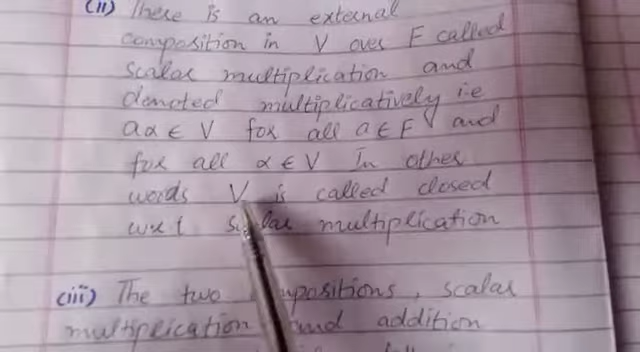 (ii) There is an external
composition in V over F called
scalar multiplication and
denoted multiplicatively i.e
aα ∈ V for all a ∈ F and
for all α ∈ V In other
words V is called closed
w.r.t scalar multiplication
(iii) The two compositions, scalar
multiplication and addition